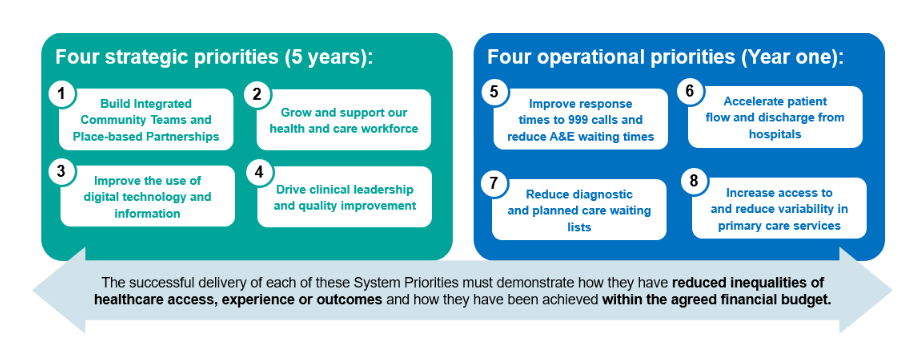 Four strategic priorities (5 years):
1
Build Integrated
Community Teams and
Place-based Partnerships
2
Grow and support our
health and care workforce
3
Improve the use of
digital technology and
information
4
Drive clinical leadership
and quality improvement
Four operational priorities (Year one):
5
Improve response
times to 999 calls and
reduce A&E waiting times
6
Accelerate patient
flow and discharge from
hospitals
7
Reduce diagnostic
and planned care waiting
lists
8
Increase access to
and reduce variability in
primary care services
The successful delivery of each of these System Priorities must demonstrate how they have reduced inequalities of
healthcare access, experience or outcomes and how they have been achieved within the agreed financial budget.